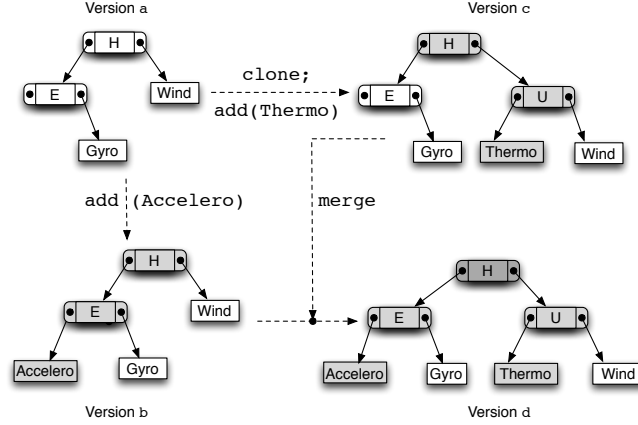 Version a
Version c
H
H
E
Wind
clone;
add(Thermo)
E
U
Gyro
Gyro
Thermo
Wind
add (Accelero)
merge
H
H
E
Wind
E
U
Accelero
Gyro
Accelero
Gyro
Thermo
Wind
Version b
Version d